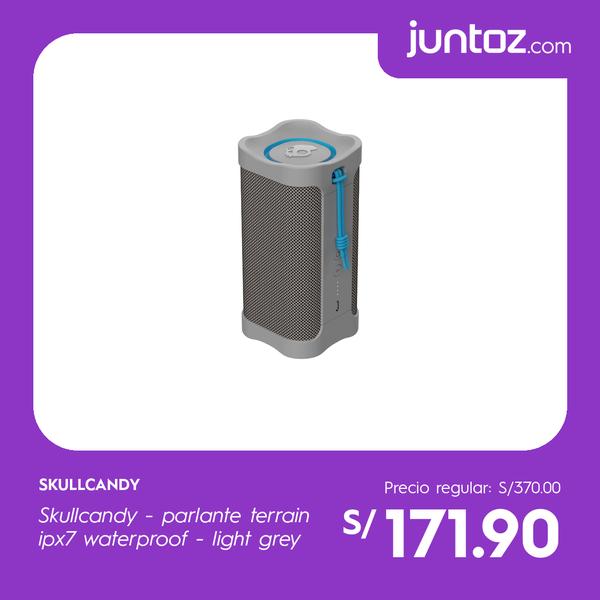 juntoz.com
SKULLCANDY
Skullcandy - parlante terrain
ipx7 waterproof - light grey
Precio regular: S/370.00
S/171.90